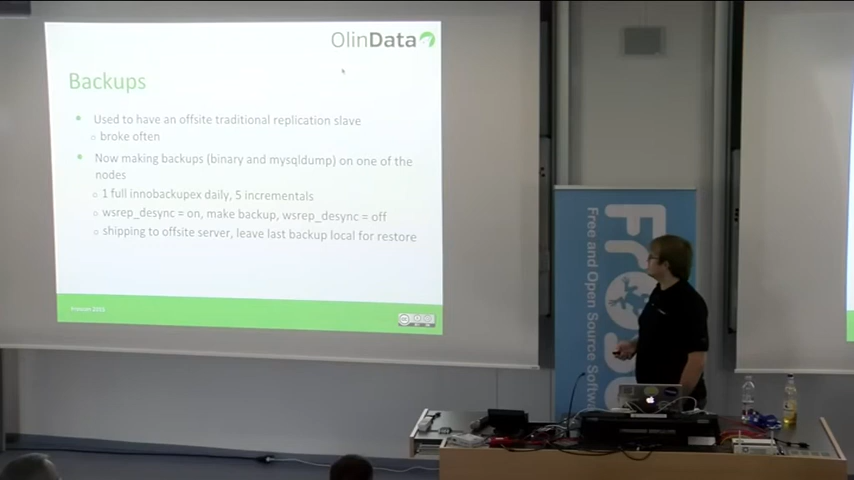 OlinData
Backups
Used to have an offsite traditional replication slave
broke often
Now making backups (binary and mysqldump) on one of the
nodes
1 full innobackupex daily, 5 incrementals
wsrep_desync = on, make backup, wsrep_desync = off
shipping to offsite server, leave last backup local for restore
Free and Open Source Software